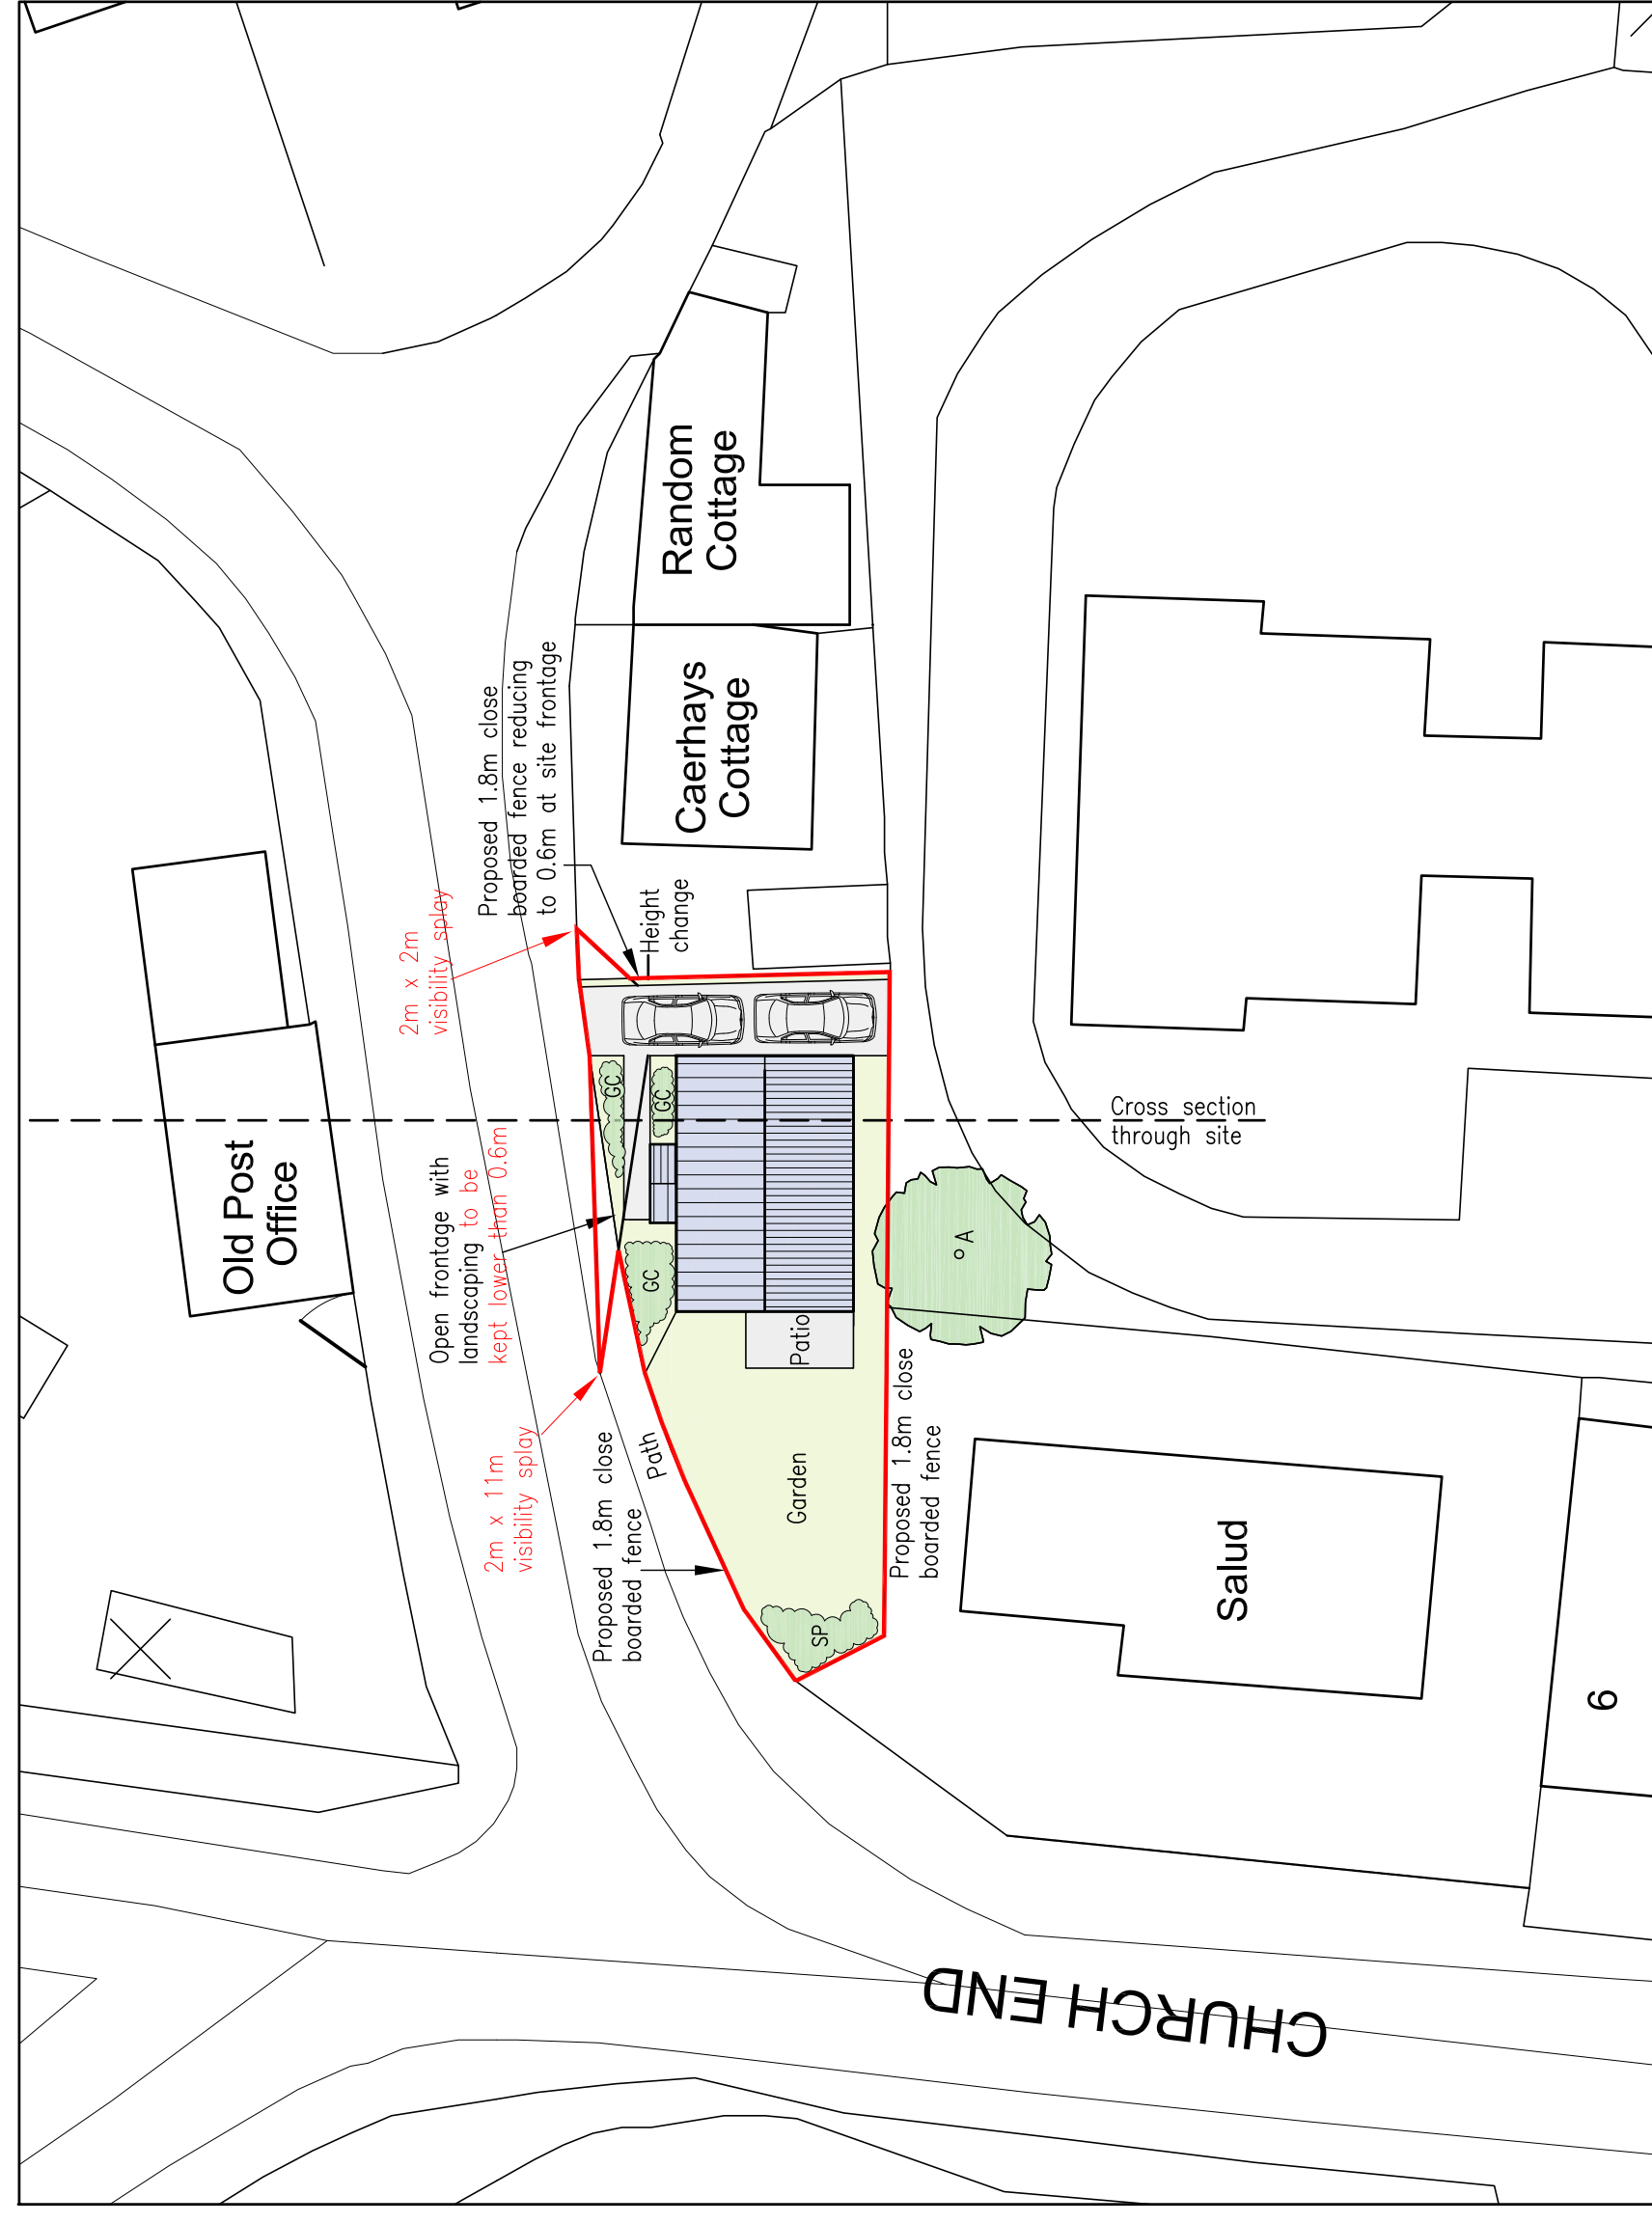 Old Post
Office
2m x 2m
visibility splay
Proposed 1.8m close
boarded fence reducing
to 0.6m at site frontage
Height
change
Random
Cottage
Caerhays
Cottage
Open frontage with
landscaping to be
kept lower than 0.6m
GC
GC
GC
2m x 11m
visibility splay
Path
Proposed 1.8m close
boarded fence
Patio
Garden
SP
A
Cross section
through site
Proposed 1.8m close
boarded fence
Salud
6
CHURCH END